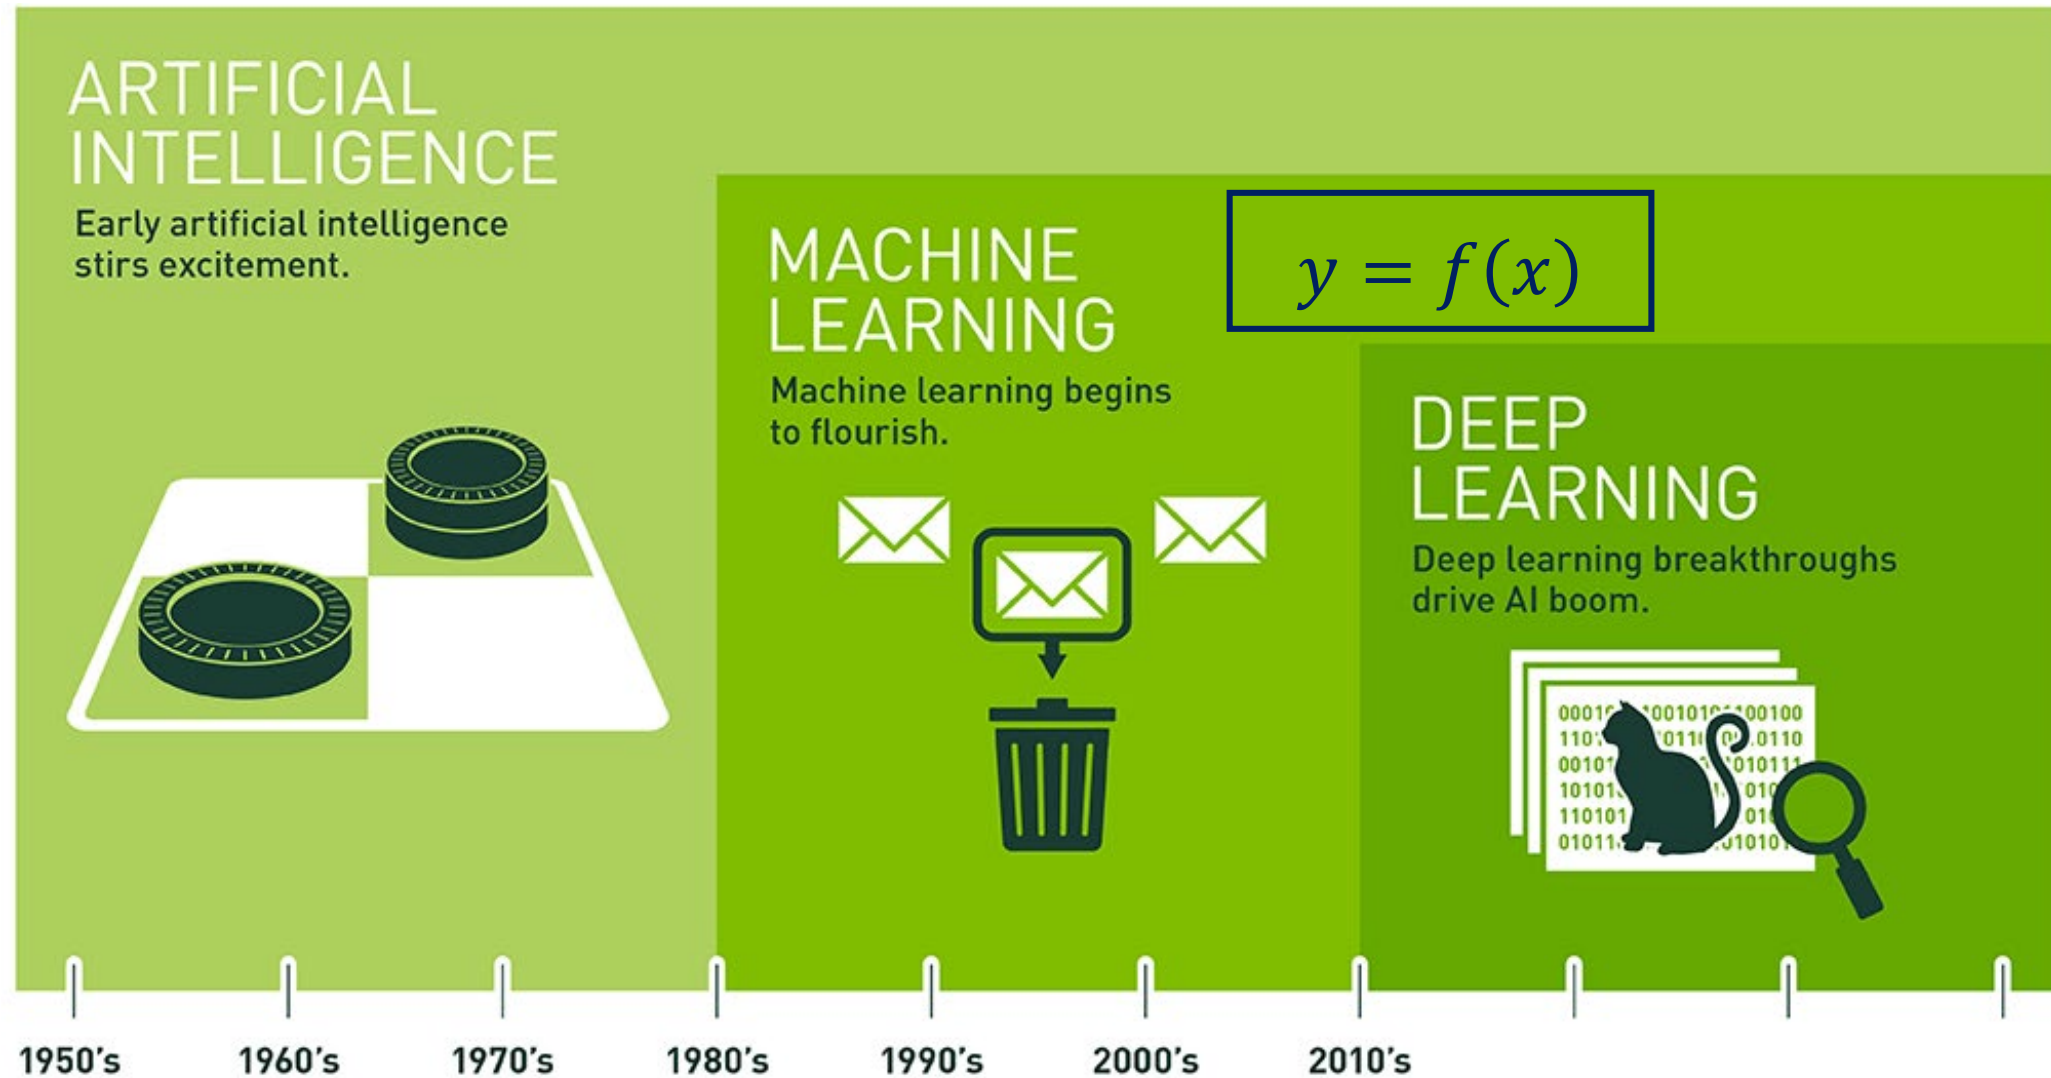 ARTIFICIAL
INTELLIGENCE
Early artificial intelligence
stirs excitement.
MACHINE
LEARNING
Machine learning begins
to flourish.
y = f(x)
DEEP
LEARNING
Deep learning breakthroughs
drive AI boom.
1950's 1960's 1970's 1980's 1990's 2000's 2010's